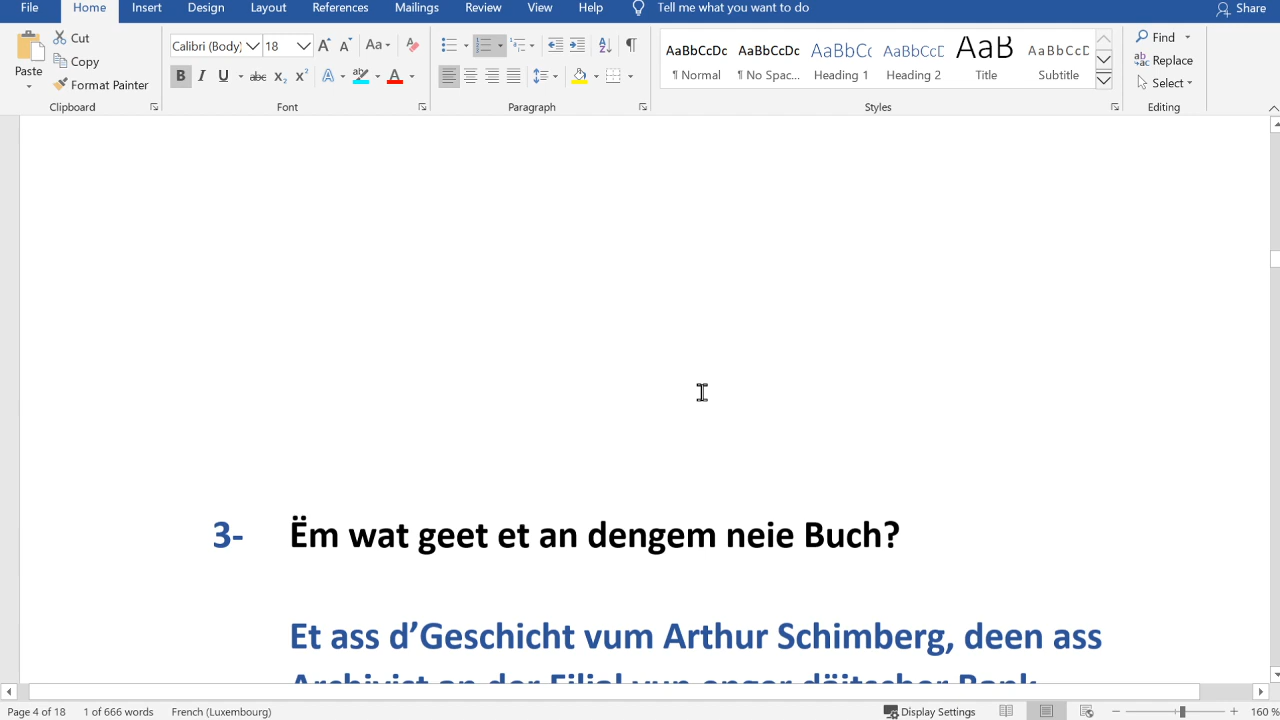 File Home Insert Design Layout References Mailings Review View Help Tell me what you want to do Share
Paste Cut Copy Format Painter
Calibri (Body) 18 Aa
B I U abc X₂ X² A A
AaBbCcDc AaBbCcDc AaBbCc AaBbCcD AaB AaBbCcD
¶ Normal ¶ No Spac... Heading 1 Heading 2 Title Subtitle
Find Replace Select
Clipboard Font Paragraph Styles Editing
3- Ëm wat geet et an dengem neie Buch?
Et ass d’Geschicht vum Arthur Schimberg, deen ass
Archivist an der Filial vun enger däitscher Bank
Page 4 of 18 1 of 666 words French (Luxembourg) Display Settings 160 %